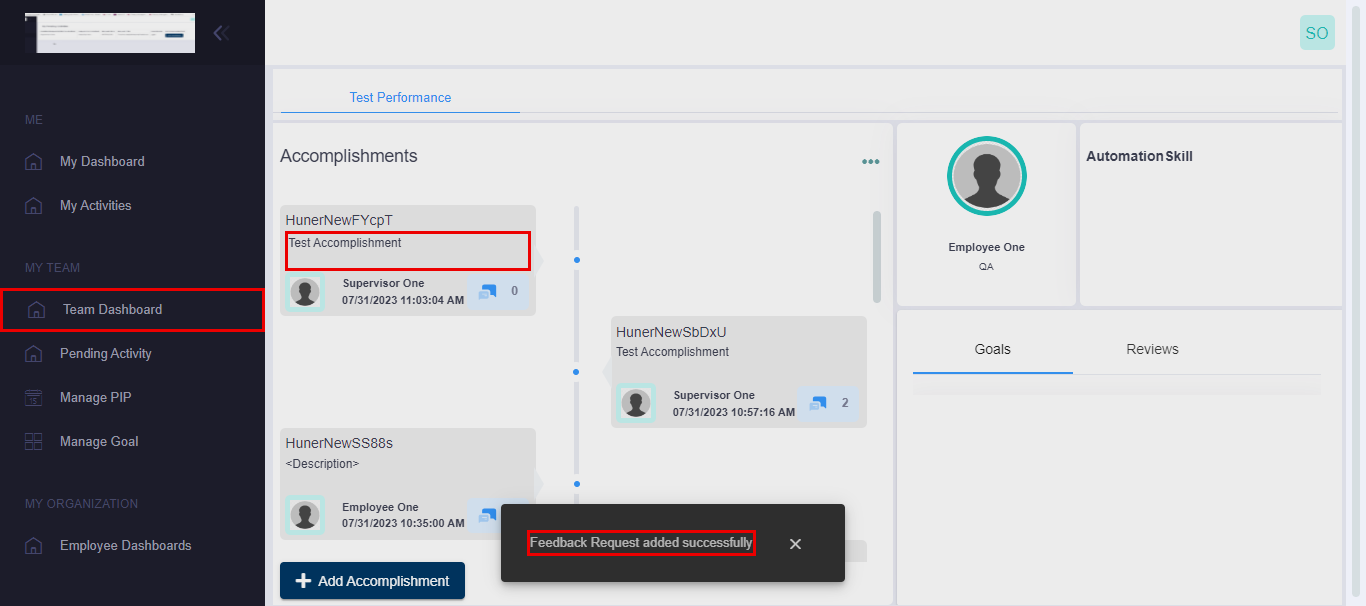 SO
ME
My Dashboard
My Activities
MY TEAM
Team Dashboard
Pending Activity
Manage PIP
Manage Goal
MY ORGANIZATION
Employee Dashboards
Test Performance
Accomplishments
HunerNewFYcpT
Test Accomplishment
Supervisor One
07/31/2023 11:03:04 AM
0
HunerNewSbDxU
Test Accomplishment
Supervisor One
07/31/2023 10:57:16 AM
2
HunerNewSS88s
<Description>
Employee One
07/31/2023 10:35:00 AM
Add Accomplishment
Feedback Request added successfully
Employee One
QA
Automation Skill
Goals
Reviews